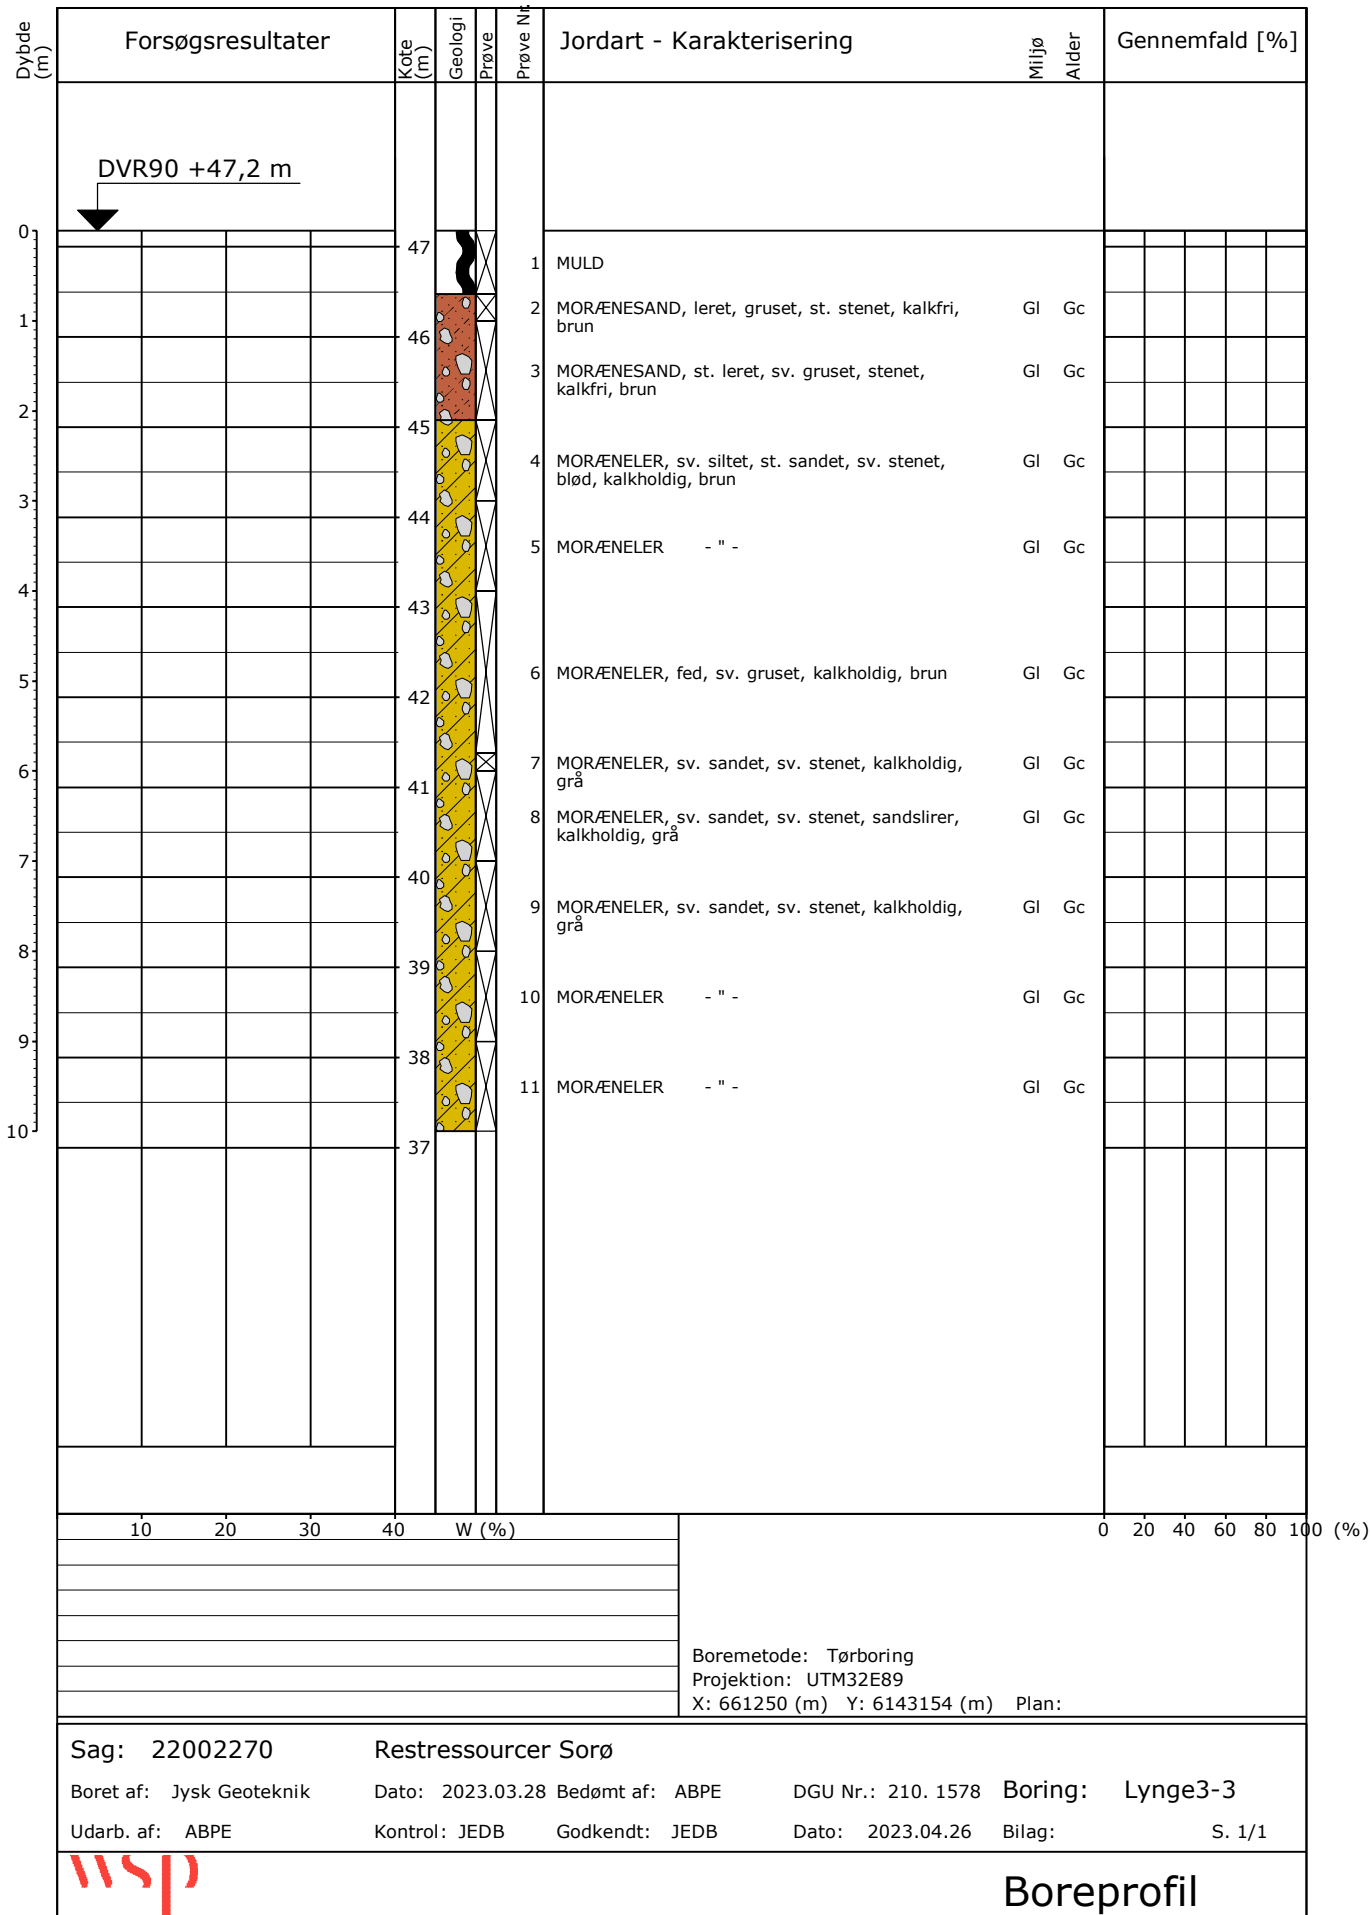 Dybde (m)
Forsøgsresultater
Kote (m)
Geologi
Prøve
Prøve Nr.
Jordart - Karakterisering
Miljø
Alder
Gennemfald [%]
DVR90 +47,2 m
0
47
1 MULD
2 MORÆNESAND, leret, gruset, st. stenet, kalkfri, Gl Gc
brun
1
46
3 MORÆNESAND, st. leret, sv. gruset, stenet, Gl Gc
kalkfri, brun
2
45
4 MORÆNELER, sv. siltet, st. sandet, sv. stenet, Gl Gc
blød, kalkholdig, brun
3
44
5 MORÆNELER - " - Gl Gc
4
43
6 MORÆNELER, fed, sv. gruset, kalkholdig, brun Gl Gc
5
42
7 MORÆNELER, sv. sandet, sv. stenet, kalkholdig, Gl Gc
grå
6
41
8 MORÆNELER, sv. sandet, sv. stenet, sandslirer, Gl Gc
kalkholdig, grå
7
40
9 MORÆNELER, sv. sandet, sv. stenet, kalkholdig, Gl Gc
grå
8
39
10 MORÆNELER - " - Gl Gc
9
38
11 MORÆNELER - " - Gl Gc
10
37
10 20 30 40 W (%) 0 20 40 60 80 100 (%)
Boremetode: Tørboring
Projektion: UTM32E89
X: 661250 (m) Y: 6143154 (m) Plan:
Sag: 22002270 Restressourcer Sorø
Boret af: Jysk Geoteknik Dato: 2023.03.28 Bedømt af: ABPE DGU Nr.: 210. 1578 Boring: Lynge3-3
Udarb. af: ABPE Kontrol: JEDB Godkendt: JEDB Dato: 2023.04.26 Bilag: S. 1/1
wsp
Boreprofil